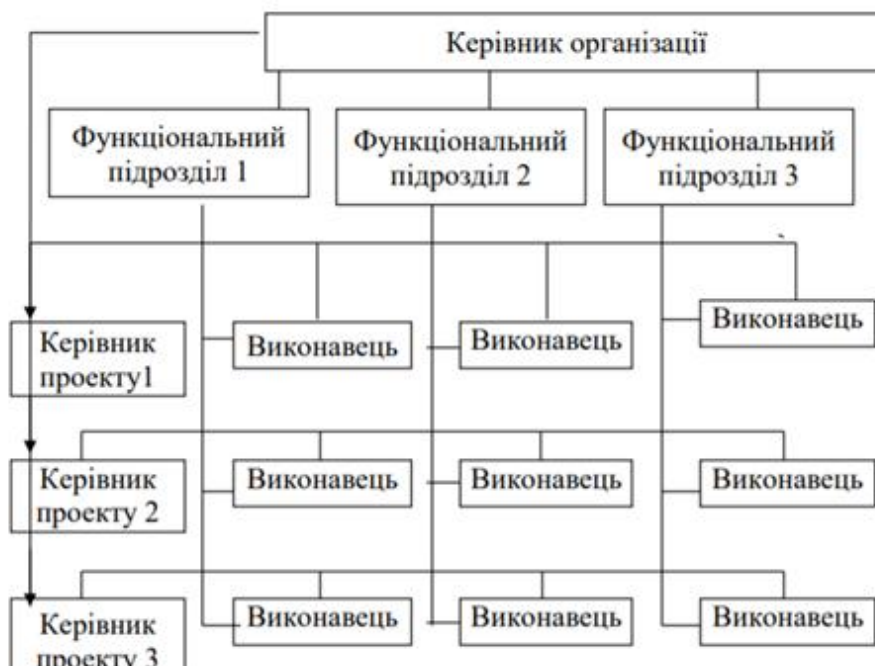 Керівник організації
Функціональний
підрозділ 1
Функціональний
підрозділ 2
Функціональний
підрозділ 3
Керівник
проекту1
Виконавець
Виконавець
Виконавець
Керівник
проекту 2
Виконавець
Виконавець
Виконавець
Керівник
проекту 3
Виконавець
Виконавець
Виконавець